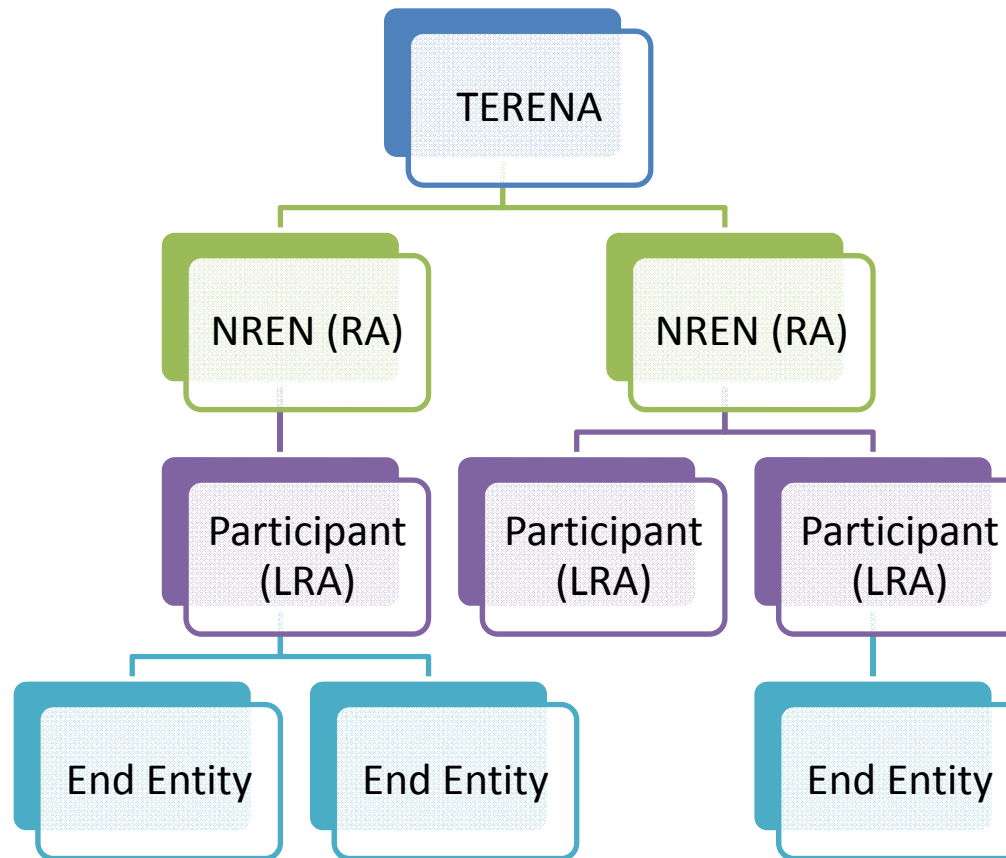 TERENA
NREN (RA)
NREN (RA)
Participant
(LRA)
Participant
(LRA)
Participant
(LRA)
End Entity
End Entity
End Entity